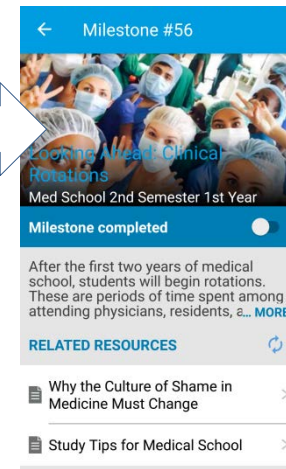 Milestone #56
Looking Ahead: Clinical
Rotations
Med School 2nd Semester 1st Year
Milestone completed
After the first two years of medical
school, students will begin rotations.
These are periods of time spent among
attending physicians, residents, a... MORE
RELATED RESOURCES
Why the Culture of Shame in
Medicine Must Change
Study Tips for Medical School